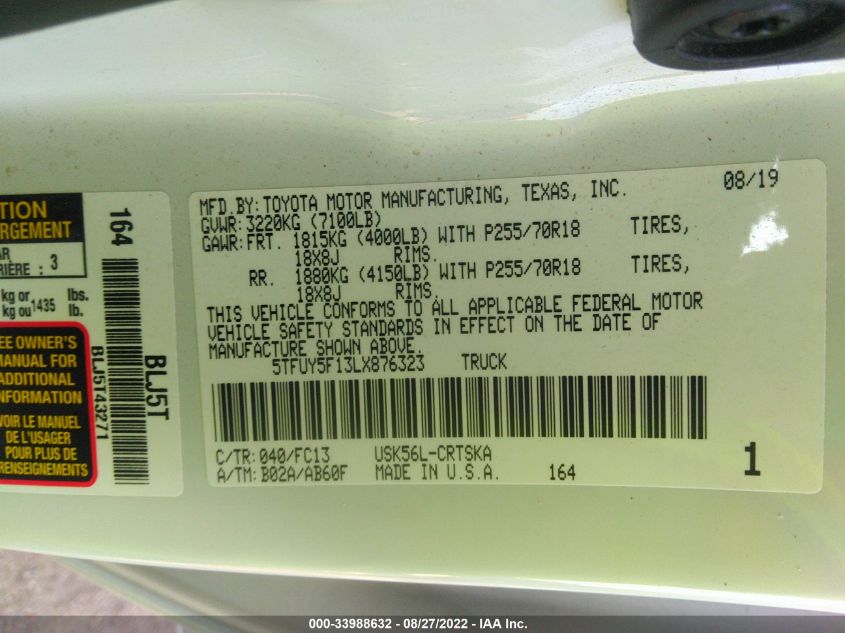 TION
RGEMENT
AR
RIÈRE : 3
kg or lbs.
kg ou 1435 lb.
EE OWNER'S
MANUAL FOR
ADDITIONAL
INFORMATION
VOIR LE MANUEL
DE L'USAGER
POUR PLUS DE
RENSEIGNEMENTS
164
BLJ5T
BLJ5T43271
MFD.BY:TOYOTA MOTOR MANUFACTURING, TEXAS, INC. 08/19
GVWR:3220KG (7100LB)
GAWR:FRT. 1815KG (4000LB) WITH P255/70R18 TIRES,
18X8J RIMS.
RR. 1880KG (4150LB) WITH P255/70R18 TIRES,
18X8J RIMS.
THIS VEHICLE CONFORMS TO ALL APPLICABLE FEDERAL MOTOR
VEHICLE SAFETY STANDARDS IN EFFECT ON THE DATE OF
MANUFACTURE SHOWN ABOVE.
5TFUY5F13LX876323 TRUCK
C/TR:040/FC13 USK56L-CRTSKA
A/TM:B02A/AB60F MADE IN U.S.A. 164 1
000-33988632 - 08/27/2022 - IAA Inc.